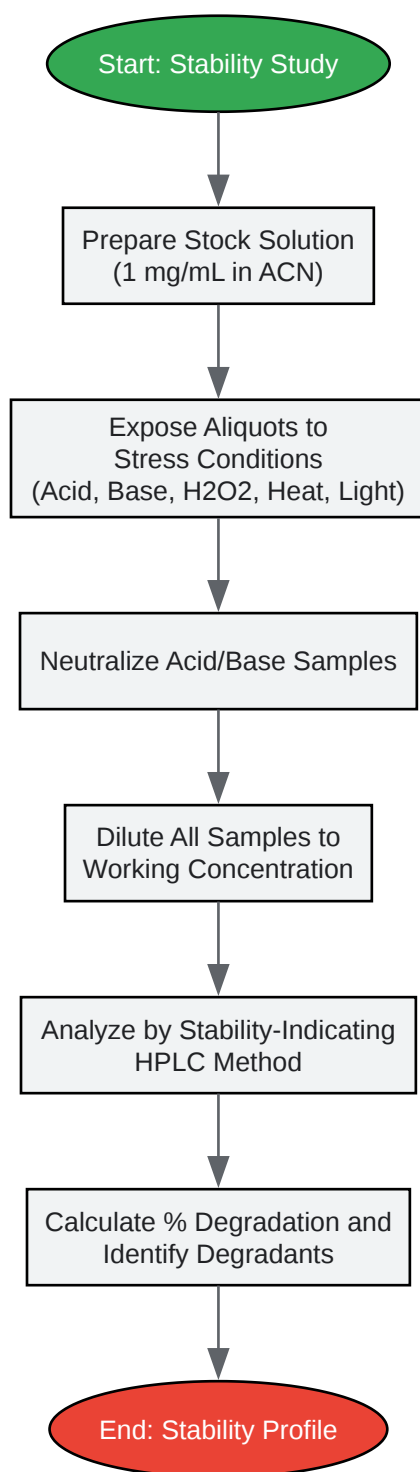 Start: Stability Study
Prepare Stock Solution
(1 mg/mL in ACN)
Expose Aliquots to
Stress Conditions
(Acid, Base, H2O2, Heat, Light)
Neutralize Acid/Base Samples
Dilute All Samples to
Working Concentration
Analyze by Stability-Indicating
HPLC Method
Calculate % Degradation and
Identify Degradants
End: Stability Profile